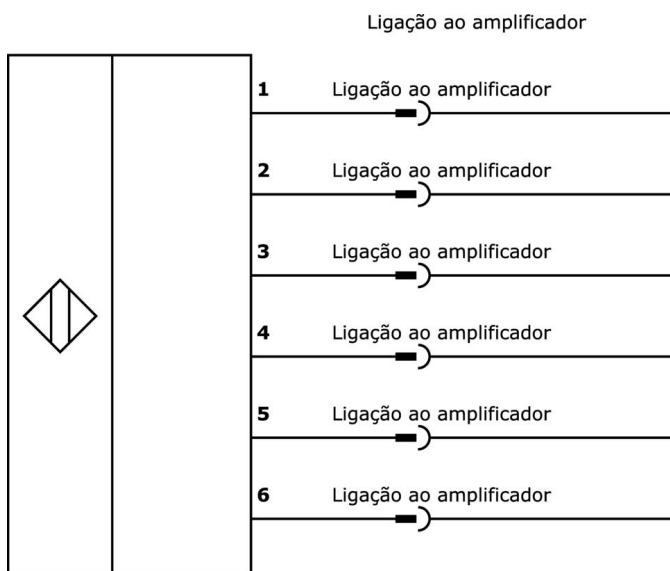 Ligação ao amplificador
1 Ligação ao amplificador
2 Ligação ao amplificador
3 Ligação ao amplificador
4 Ligação ao amplificador
5 Ligação ao amplificador
6 Ligação ao amplificador